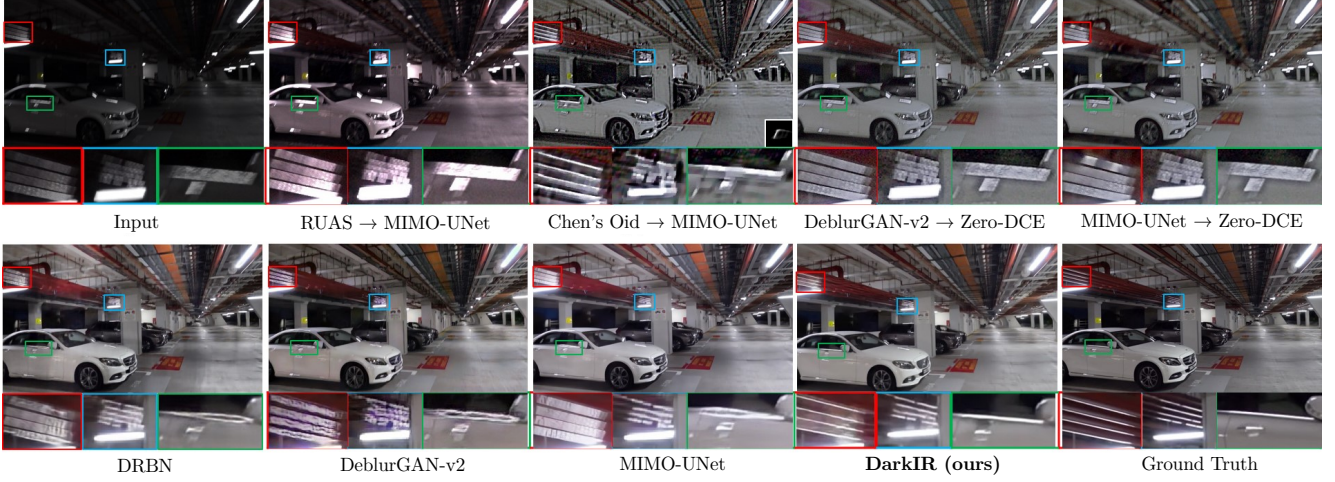 Input
RUAS → MIMO-UNet
Chen's Oid → MIMO-UNet
DeblurGAN-v2 → Zero-DCE
MIMO-UNet → Zero-DCE
DRBN
DeblurGAN-v2
MIMO-UNet
DarkIR (ours)
Ground Truth